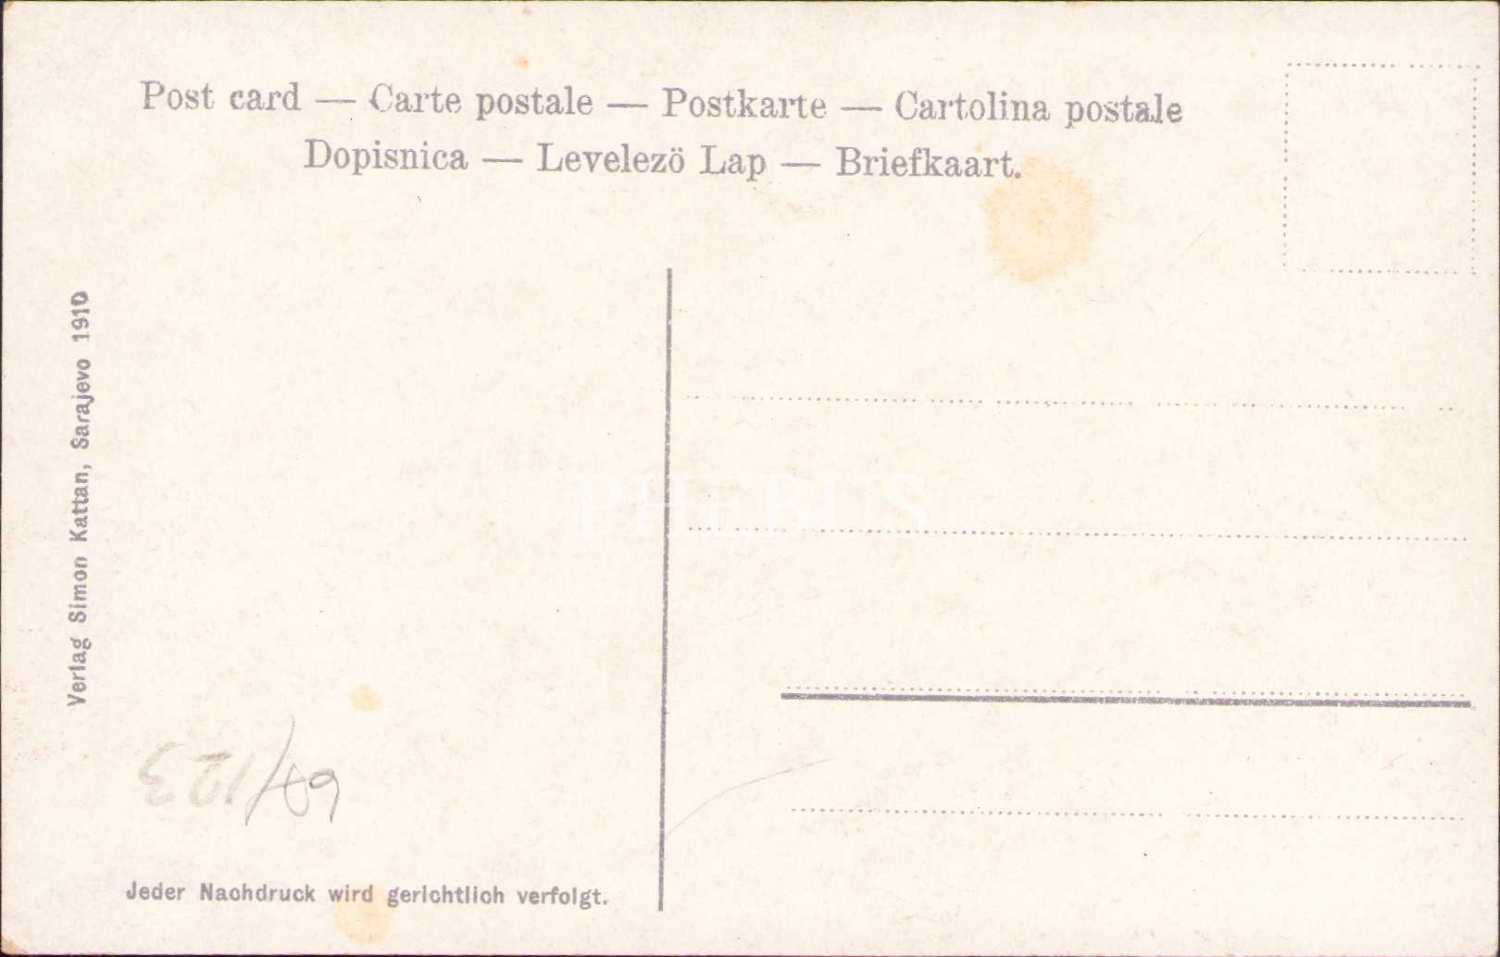 Post card — Carte postale — Postkarte — Cartolina postale
Dopisnica — Levelezö Lap — Briefkaart.
Verlag Simon Kattan, Sarajevo 1910
PHEBUS
Jeder Nachdruck wird gerichtlich verfolgt.